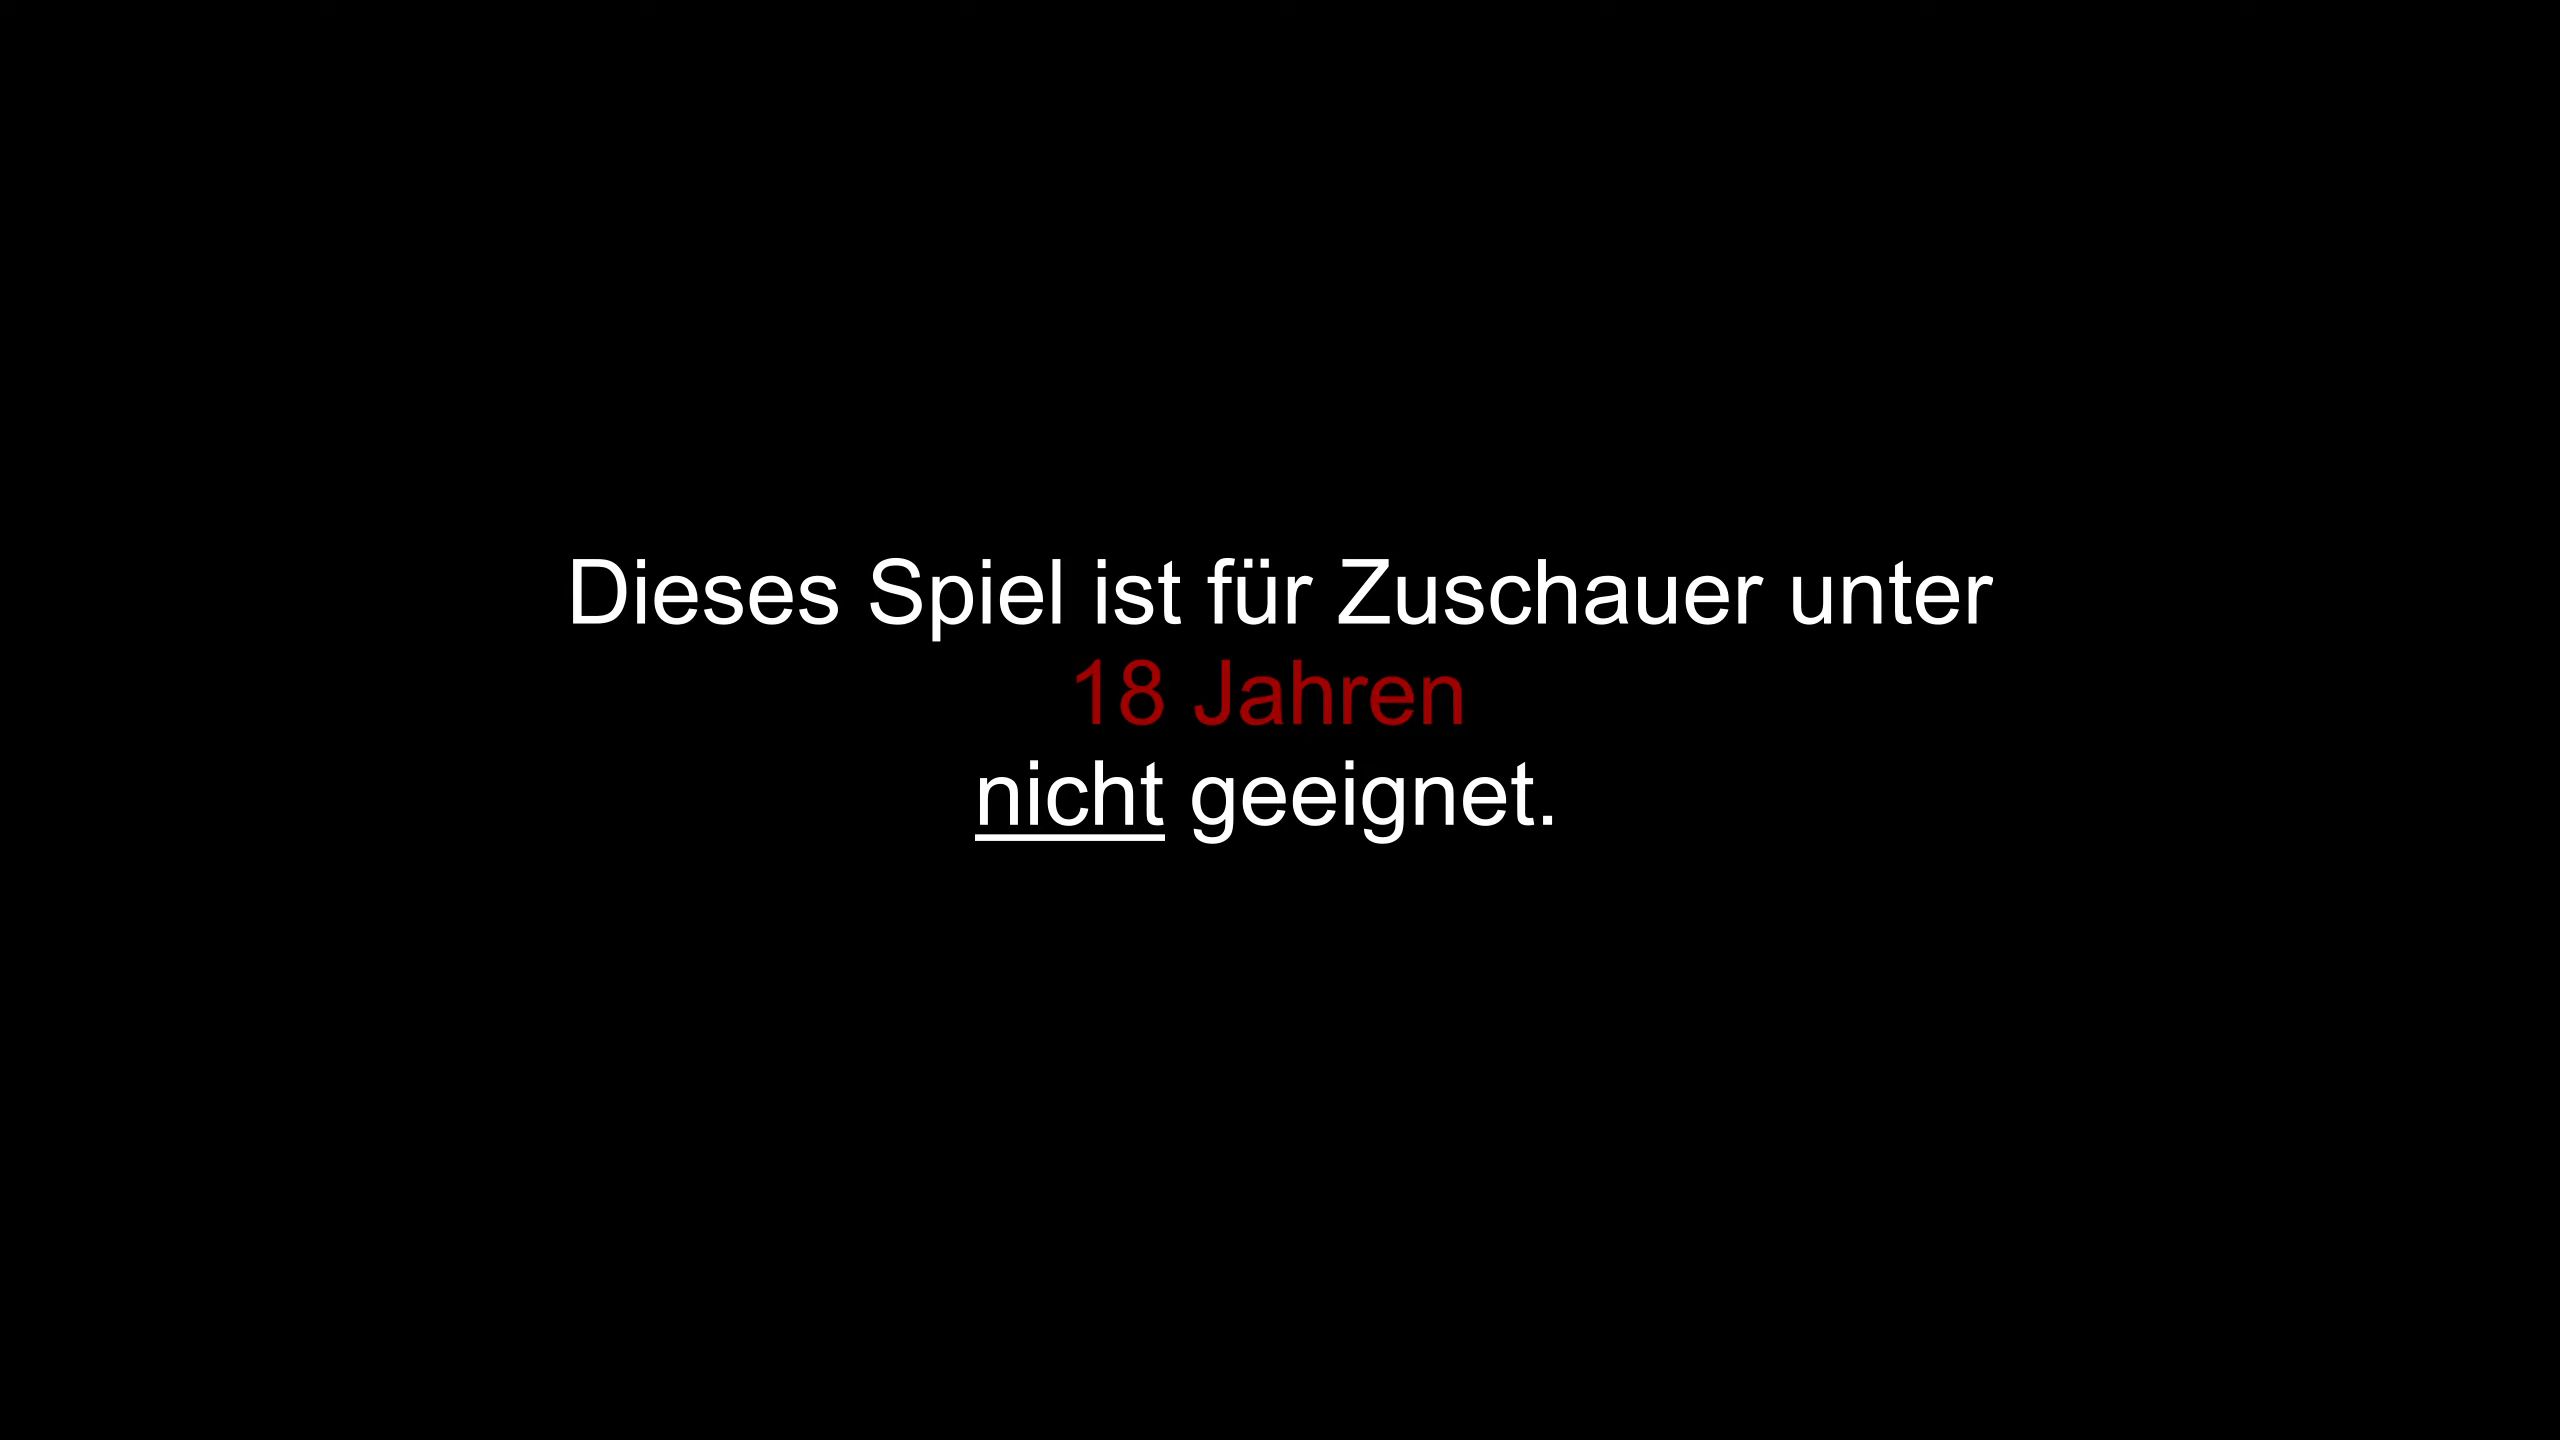 Dieses Spiel ist für Zuschauer unter
18 Jahren
nicht geeignet.